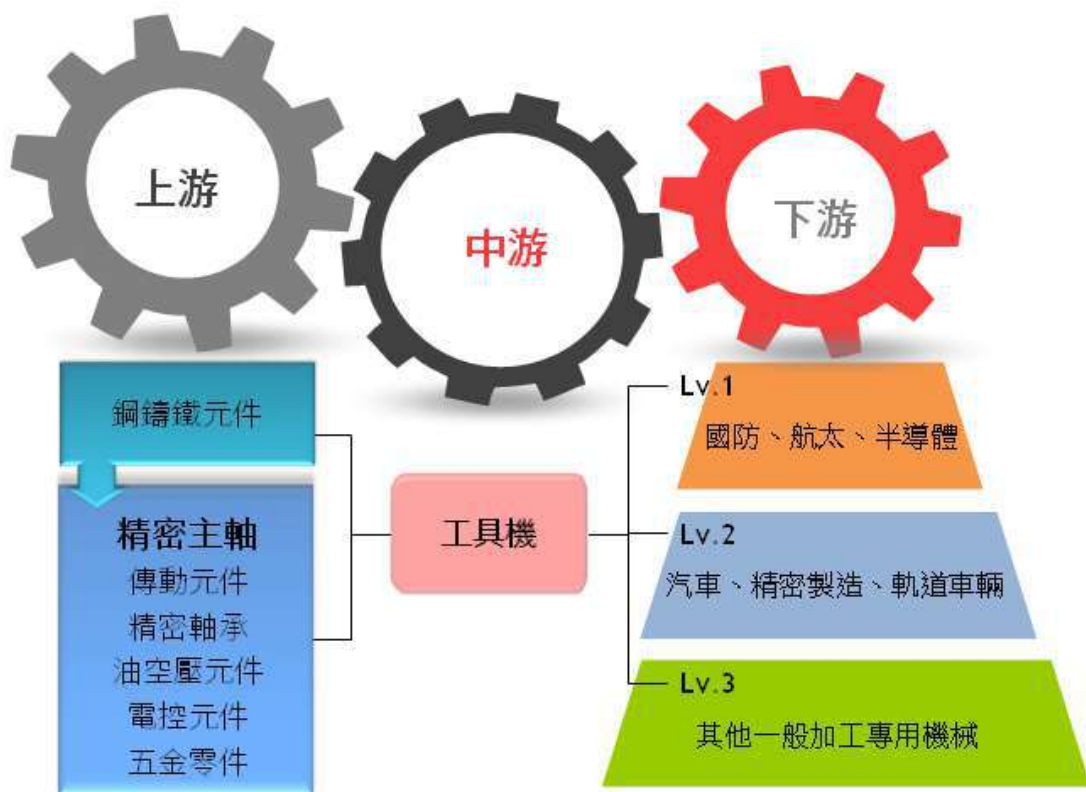 上游
中游
下游
鋼鑄鐵元件
精密主軸
傳動元件
精密軸承
油空壓元件
電控元件
五金零件
工具機
Lv.1
國防、航太、半導體
Lv.2
汽車、精密製造、軌道車輛
Lv.3
其他一般加工專用機械